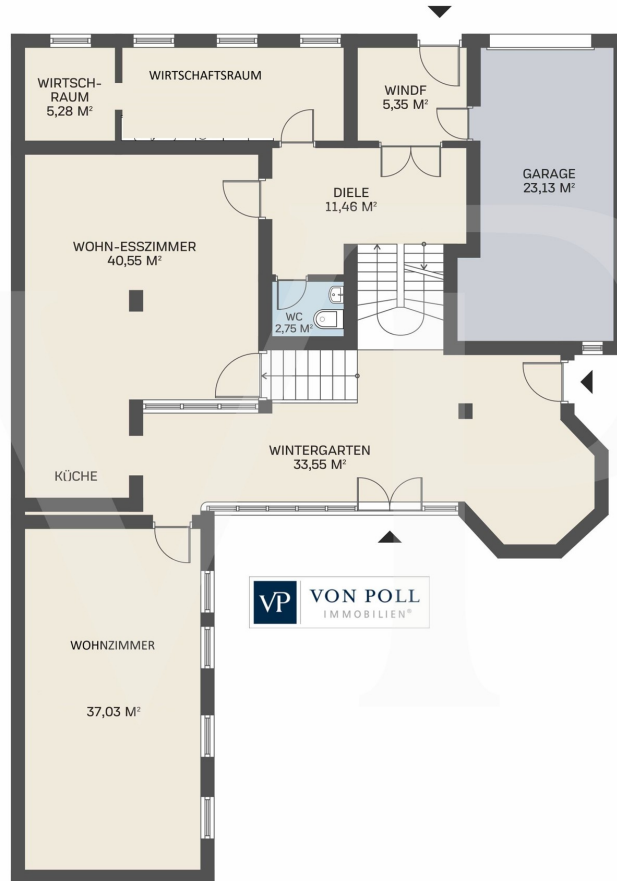 WIRTSCH-
RAUM
5,28 M²
WIRTSCHAFTSRAUM
WINDF
5,35 M²
GARAGE
23,13 M²
DIELE
11,46 M²
WOHN-ESSZIMMER
40,55 M²
WC
2,75 M²
WINTERGARTEN
33,55 M²
KÜCHE
VP VON POLL
IMMOBILIEN®
WOHNZIMMER
37,03 M²